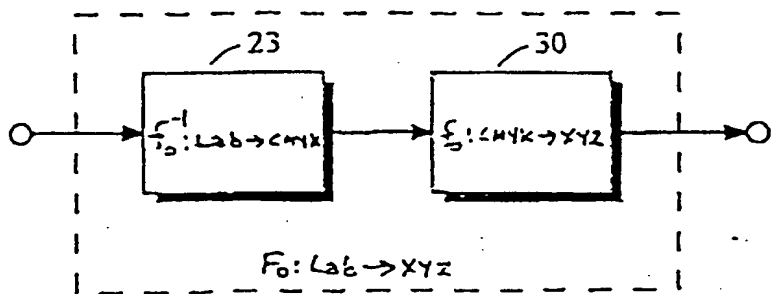 23
30
f₀⁻¹: Lab→CMYK
f₀: CMYK→XYZ
F₀: Lab→XYZ